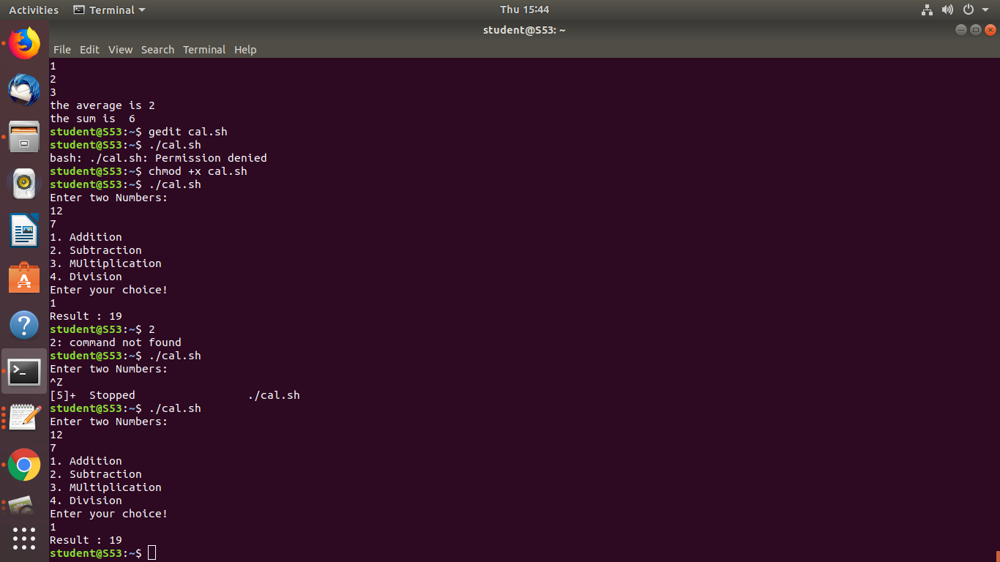 Activities Terminal Thu 15:44
student@S53: ~
File Edit View Search Terminal Help
1
2
3
the average is 2
the sum is  6
student@S53:~$ gedit cal.sh
student@S53:~$ ./cal.sh
bash: ./cal.sh: Permission denied
student@S53:~$ chmod +x cal.sh
student@S53:~$ ./cal.sh
Enter two Numbers:
12
7
1. Addition
2. Subtraction
3. MUltiplication
4. Division
Enter your choice!
1
Result : 19
student@S53:~$ 2
2: command not found
student@S53:~$ ./cal.sh
Enter two Numbers:
^Z
[5]+  Stopped                 ./cal.sh
student@S53:~$ ./cal.sh
Enter two Numbers:
12
7
1. Addition
2. Subtraction
3. MUltiplication
4. Division
Enter your choice!
1
Result : 19
student@S53:~$